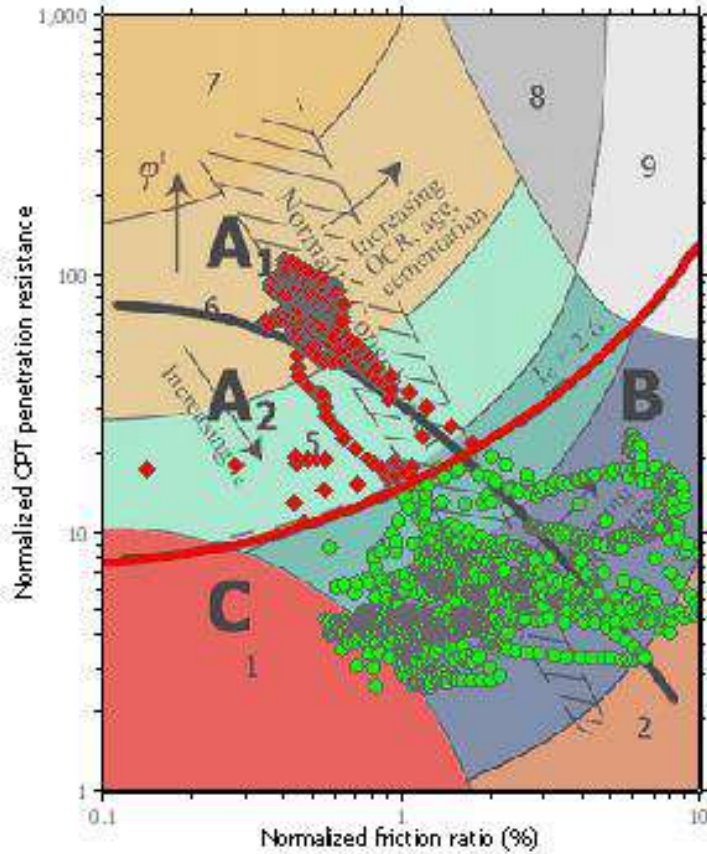 1,000
7
8
9
φ'
Increasing
OCR, age,
cementation
A1
100
6
A2
B
5
10
C
1
2
1
0.1
1
10
Normalized CPT penetration resistance
Normalized friction ratio (%)